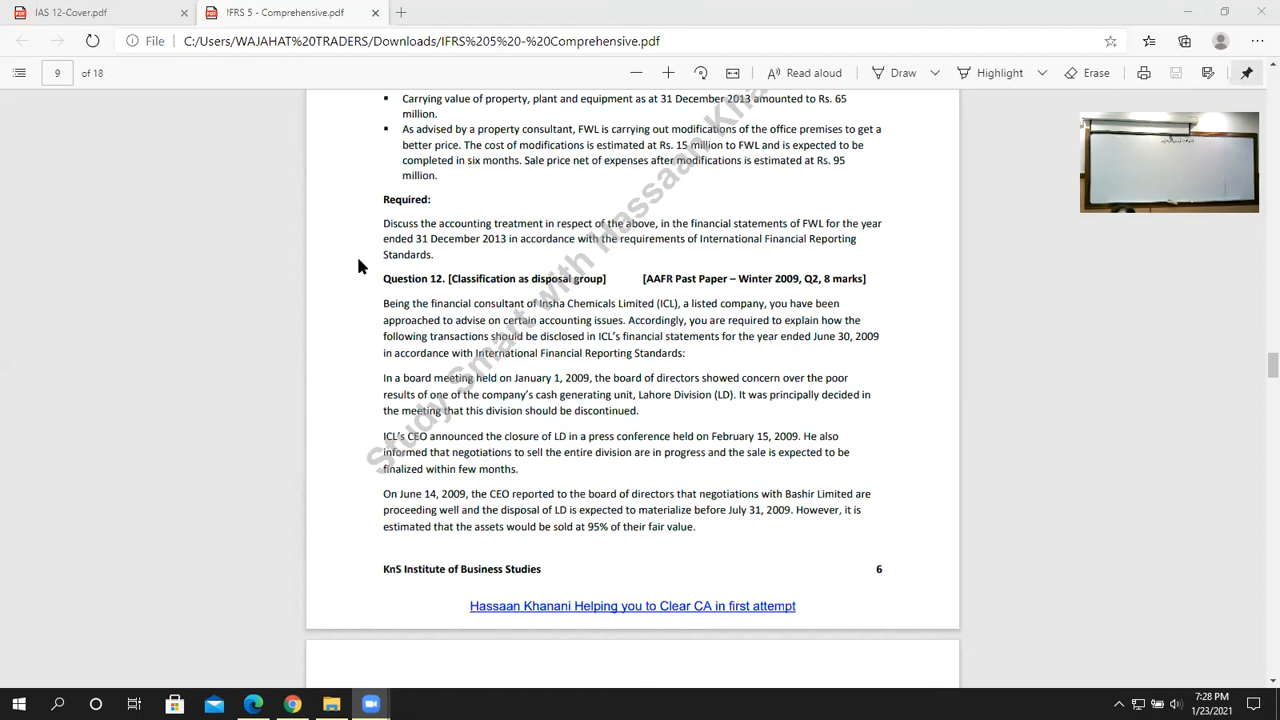 IAS 12-Cover.pdf
IFRS 5 - Comprehensive.pdf
File
C:/Users/WAJAHAT%20TRADERS/Downloads/IFRS%205%20-%20Comprehensive.pdf
9 of 18
Read aloud
Draw
Highlight
Erase
▪ Carrying value of property, plant and equipment as at 31 December 2013 amounted to Rs. 65
million.
▪ As advised by a property consultant, FWL is carrying out modifications of the office premises to get a
better price. The cost of modifications is estimated at Rs. 15 million to FWL and is expected to be
completed in six months. Sale price net of expenses after modifications is estimated at Rs. 95
million.
Required:
Discuss the accounting treatment in respect of the above, in the financial statements of FWL for the year
ended 31 December 2013 in accordance with the requirements of International Financial Reporting
Standards.
Question 12. [Classification as disposal group] [AAFR Past Paper – Winter 2009, Q2, 8 marks]
Being the financial consultant of Insha Chemicals Limited (ICL), a listed company, you have been
approached to advise on certain accounting issues. Accordingly, you are required to explain how the
following transactions should be disclosed in ICL's financial statements for the year ended June 30, 2009
in accordance with International Financial Reporting Standards:
In a board meeting held on January 1, 2009, the board of directors showed concern over the poor
results of one of the company's cash generating unit, Lahore Division (LD). It was principally decided in
the meeting that this division should be discontinued.
ICL's CEO announced the closure of LD in a press conference held on February 15, 2009. He also
informed that negotiations to sell the entire division are in progress and the sale is expected to be
finalized within few months.
On June 14, 2009, the CEO reported to the board of directors that negotiations with Bashir Limited are
proceeding well and the disposal of LD is expected to materialize before July 31, 2009. However, it is
estimated that the assets would be sold at 95% of their fair value.
KnS Institute of Business Studies 6
Hassaan Khanani Helping you to Clear CA in first attempt
Study Smart with Hassaan Khana
7:28 PM
1/23/2021